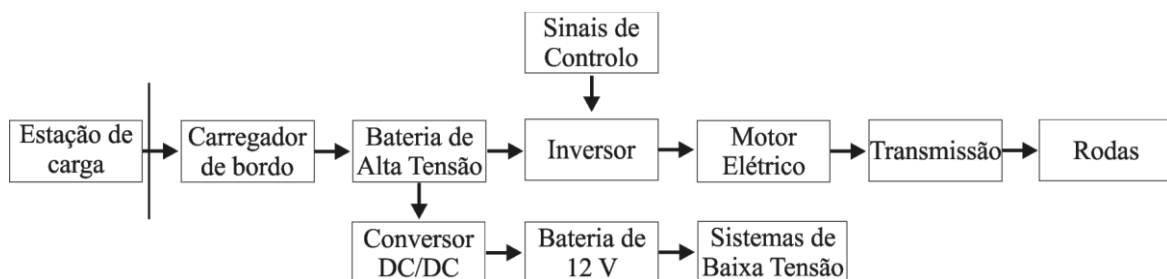 Sinais de
Controlo
Estação de
carga
Carregador
de bordo
Bateria de
Alta Tensão
Inversor
Motor
Elétrico
Transmissão
Rodas
Conversor
DC/DC
Bateria de
12 V
Sistemas de
Baixa Tensão